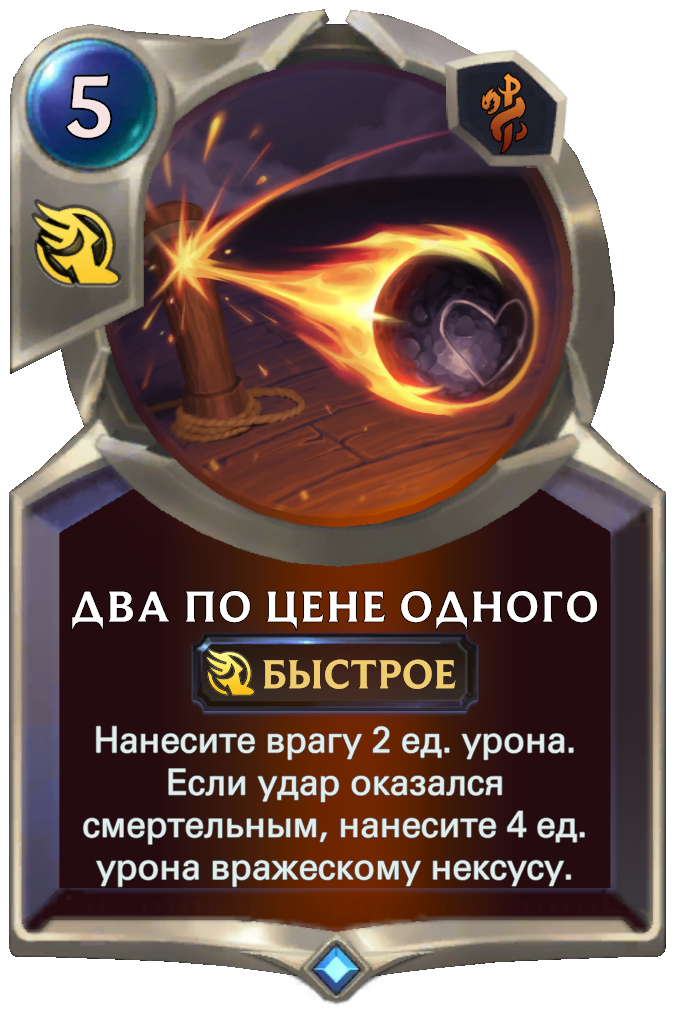 5
ДВА ПО ЦЕНЕ ОДНОГО
БЫСТРОЕ
Нанесите врагу 2 ед. урона.
Если удар оказался
смертельным, нанесите 4 ед.
урона вражескому нексусу.